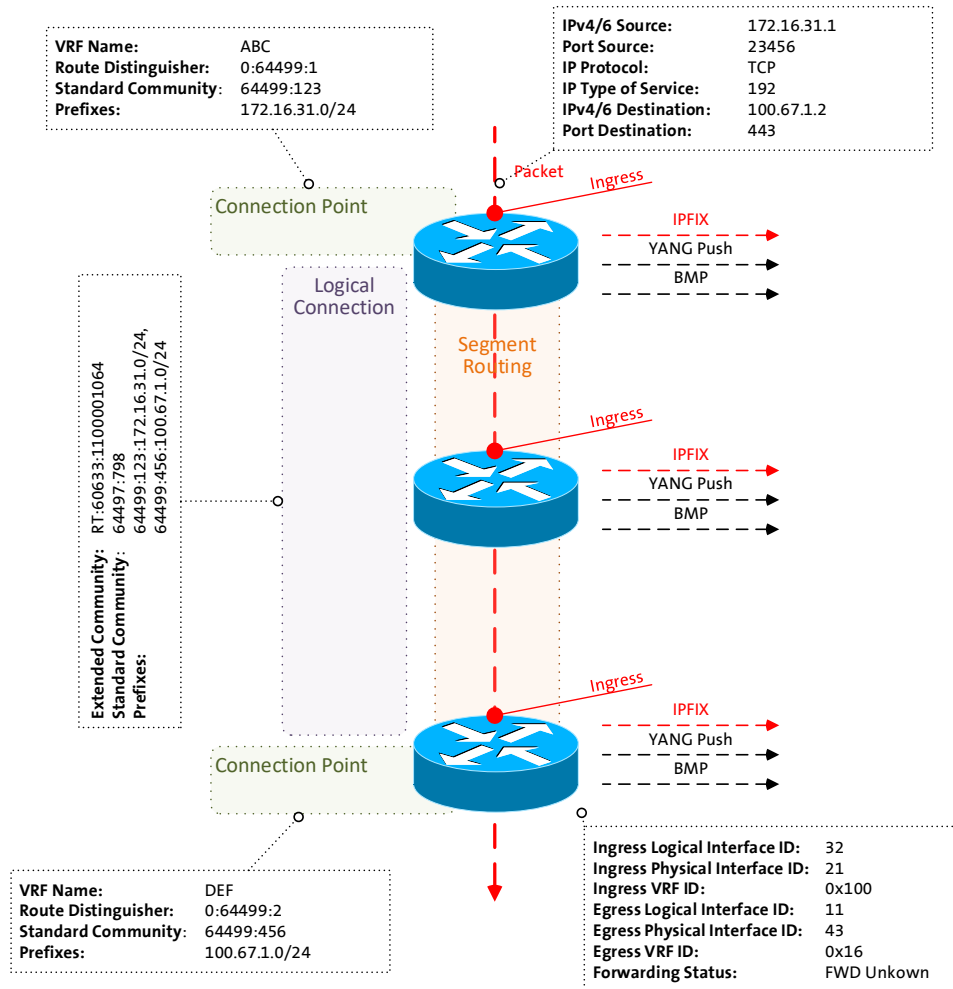 VRF Name: ABC
Route Distinguisher: 0:64499:1
Standard Community: 64499:123
Prefixes: 172.16.31.0/24
IPv4/6 Source: 172.16.31.1
Port Source: 23456
IP Protocol: TCP
IP Type of Service: 192
IPv4/6 Destination: 100.67.1.2
Port Destination: 443
Packet
Ingress
Connection Point
IPFIX
YANG Push
BMP
Logical
Connection
Segment
Routing
Extended Community: RT:60633:1100001064
Standard Community: 64497:798
Prefixes: 64499:123:172.16.31.0/24,
64499:456:100.67.1.0/24
Ingress
IPFIX
YANG Push
BMP
Ingress
IPFIX
YANG Push
BMP
Connection Point
VRF Name: DEF
Route Distinguisher: 0:64499:2
Standard Community: 64499:456
Prefixes: 100.67.1.0/24
Ingress Logical Interface ID: 32
Ingress Physical Interface ID: 21
Ingress VRF ID: 0x100
Egress Logical Interface ID: 11
Egress Physical Interface ID: 43
Egress VRF ID: 0x16
Forwarding Status: FWD Unkown